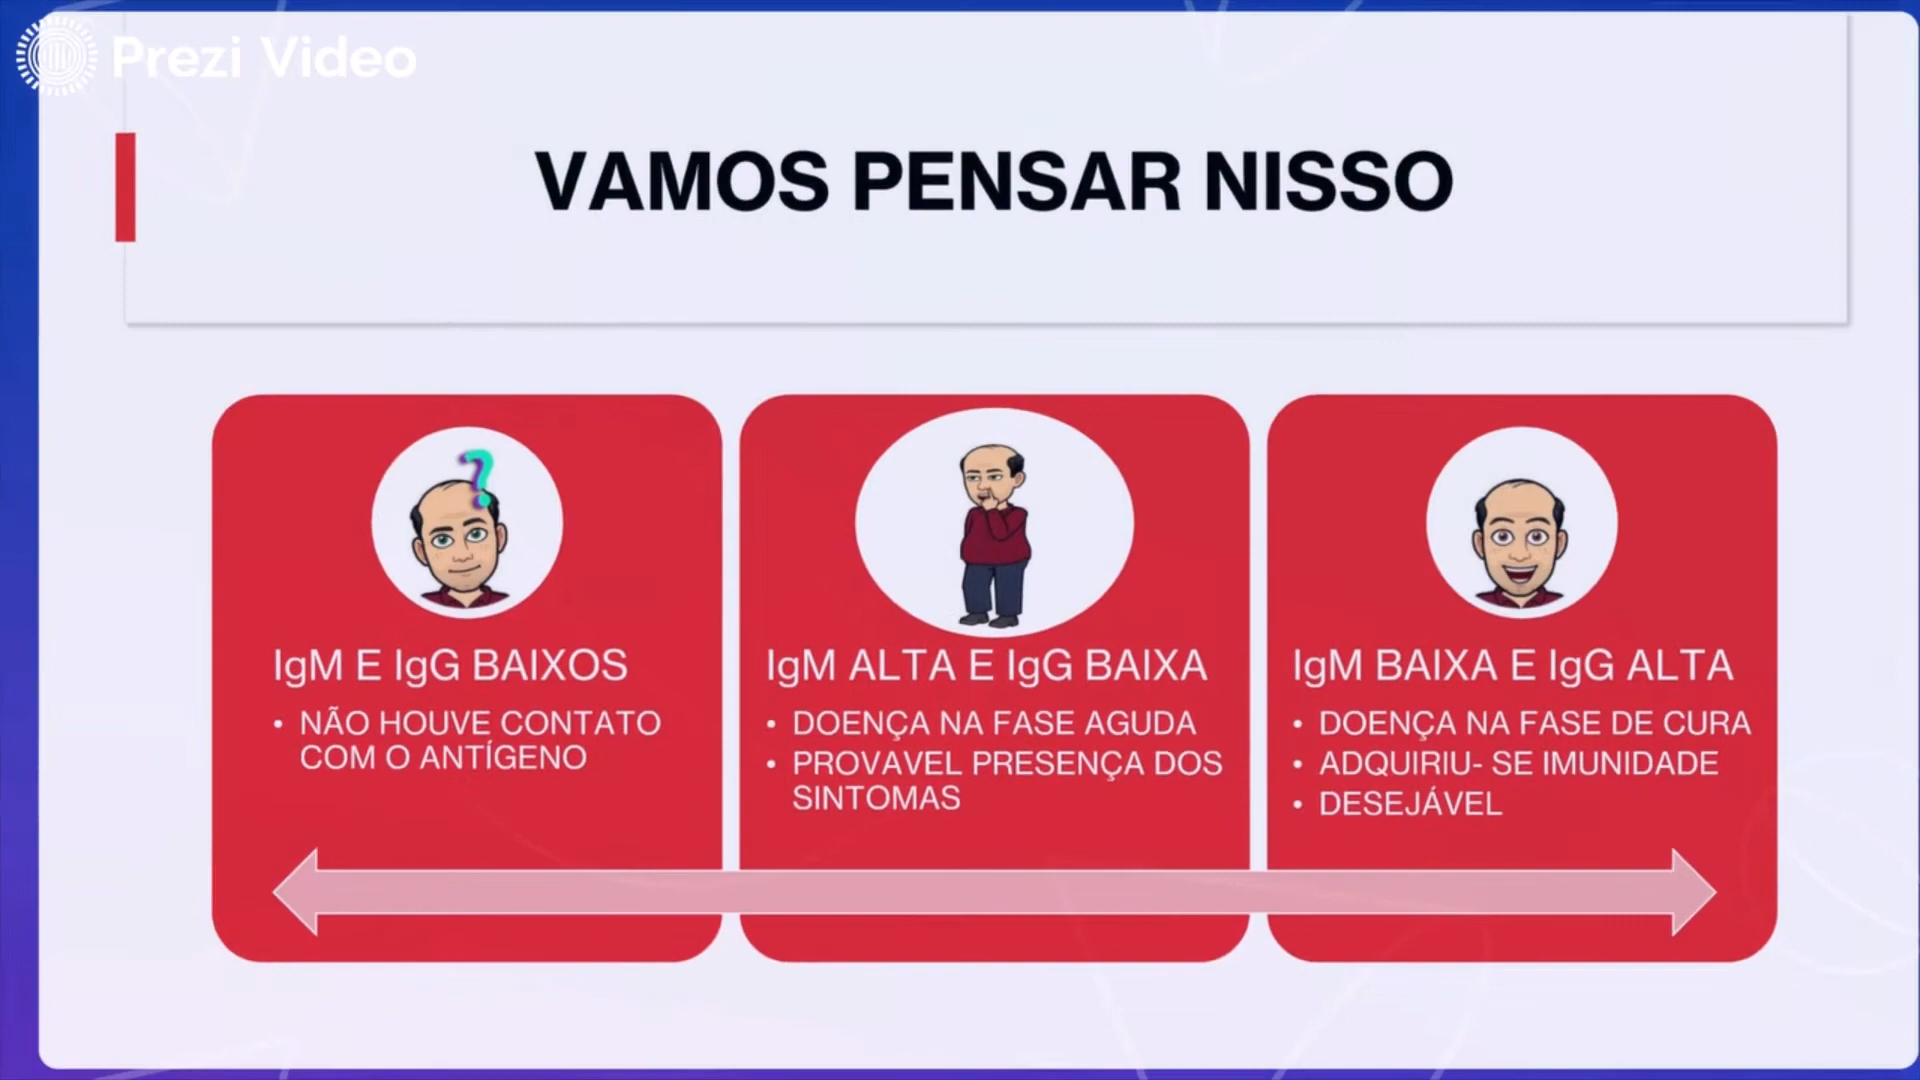 Prezi Video
VAMOS PENSAR NISSO
?
IgM E IgG BAIXOS
• NÃO HOUVE CONTATO
COM O ANTÍGENO
IgM ALTA E IgG BAIXA
• DOENÇA NA FASE AGUDA
• PROVAVEL PRESENÇA DOS
SINTOMAS
IgM BAIXA E IgG ALTA
• DOENÇA NA FASE DE CURA
• ADQUIRIU- SE IMUNIDADE
• DESEJÁVEL